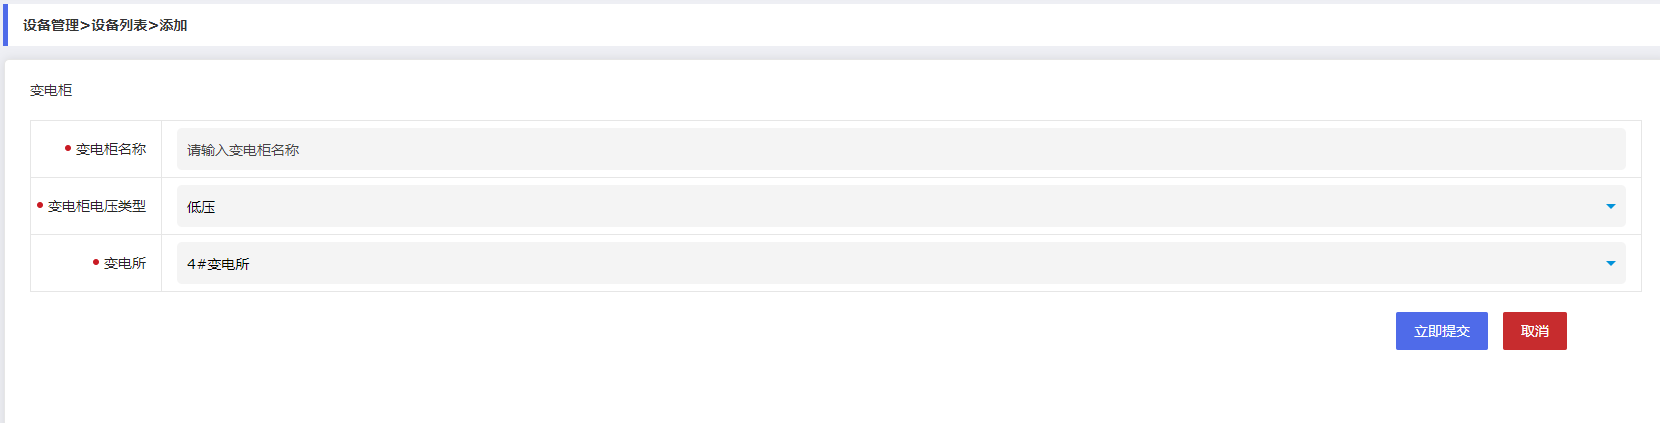 设备管理>设备列表>添加
变电柜
变电柜名称 请输入变电柜名称
变电柜电压类型 低压
变电所 4#变电所
立即提交 取消